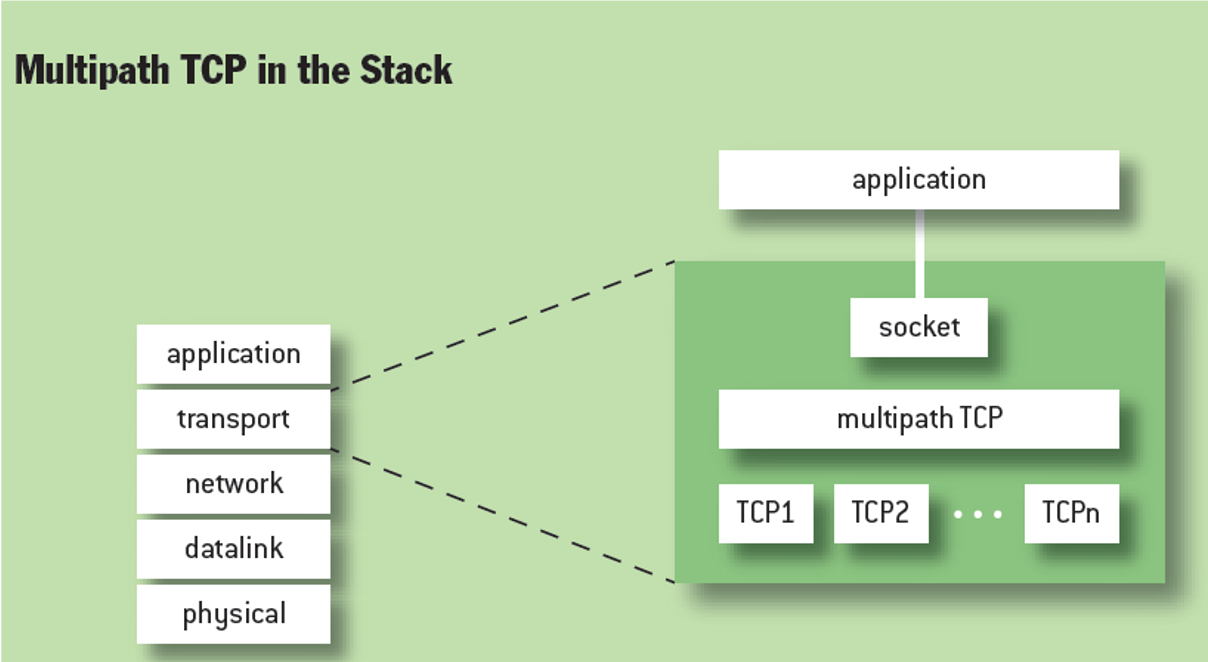 Multipath TCP in the Stack
application
transport
network
datalink
physical
application
socket
multipath TCP
TCP1 TCP2 ... TCPn